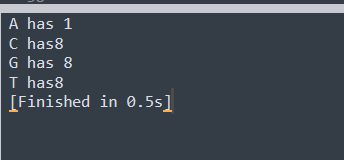 A has 1
C has8
G has 8
T has8
[Finished in 0.5s]